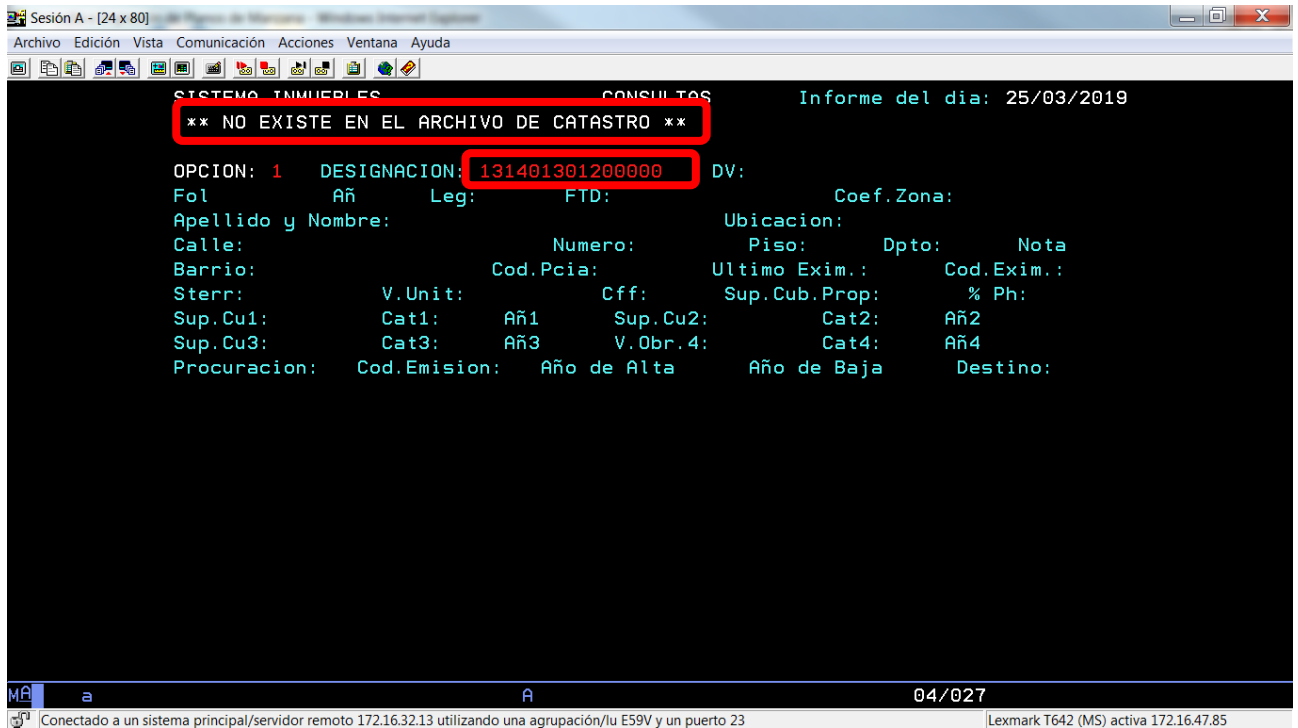 Sesión A - [24 x 80]
Archivo Edición Vista Comunicación Acciones Ventana Ayuda
SISTEMA INMUEBLES CONSULTAS Informe del dia: 25/03/2019
** NO EXISTE EN EL ARCHIVO DE CATASTRO **
OPCION: 1 DESIGNACION: 131401301200000 DV:
Fol Añ Leg: FTD: Coef.Zona:
Apellido y Nombre: Ubicacion:
Calle: Numero: Piso: Dpto: Nota
Barrio: Cod.Pcia: Ultimo Exim.: Cod.Exim.:
Sterr: V.Unit: Cff: Sup.Cub.Prop: % Ph:
Sup.Cu1: Cat1: Añ1 Sup.Cu2: Cat2: Añ2
Sup.Cu3: Cat3: Añ3 V.Obr.4: Cat4: Añ4
Procuracion: Cod.Emision: Año de Alta Año de Baja Destino:
MA a A 04/027
Conectado a un sistema principal/servidor remoto 172.16.32.13 utilizando una agrupación/lu E59V y un puerto 23 Lexmark T642 (MS) activa 172.16.47.85